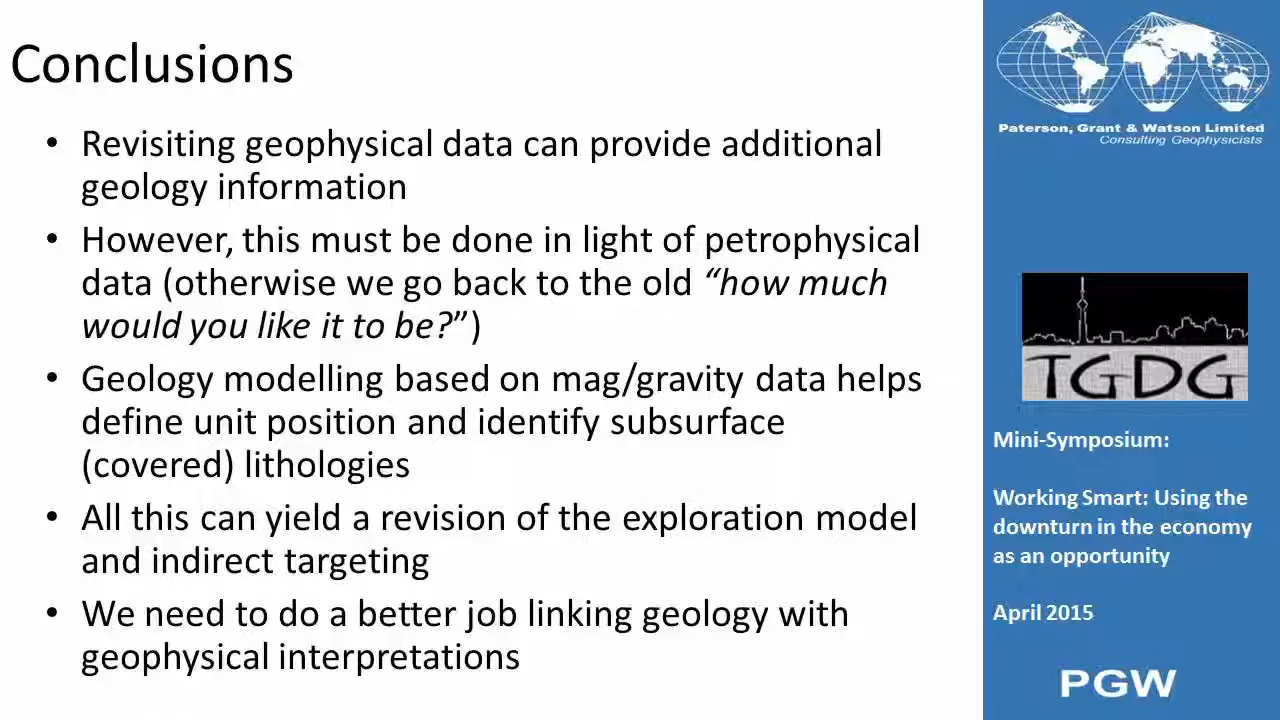 Conclusions
• Revisiting geophysical data can provide additional
geology information
• However, this must be done in light of petrophysical
data (otherwise we go back to the old “how much
would you like it to be?”)
• Geology modelling based on mag/gravity data helps
define unit position and identify subsurface
(covered) lithologies
• All this can yield a revision of the exploration model
and indirect targeting
• We need to do a better job linking geology with
geophysical interpretations
Paterson, Grant & Watson Limited
Consulting Geophysicists
TGDG
Mini-Symposium:
Working Smart: Using the
downturn in the economy
as an opportunity
April 2015
PGW